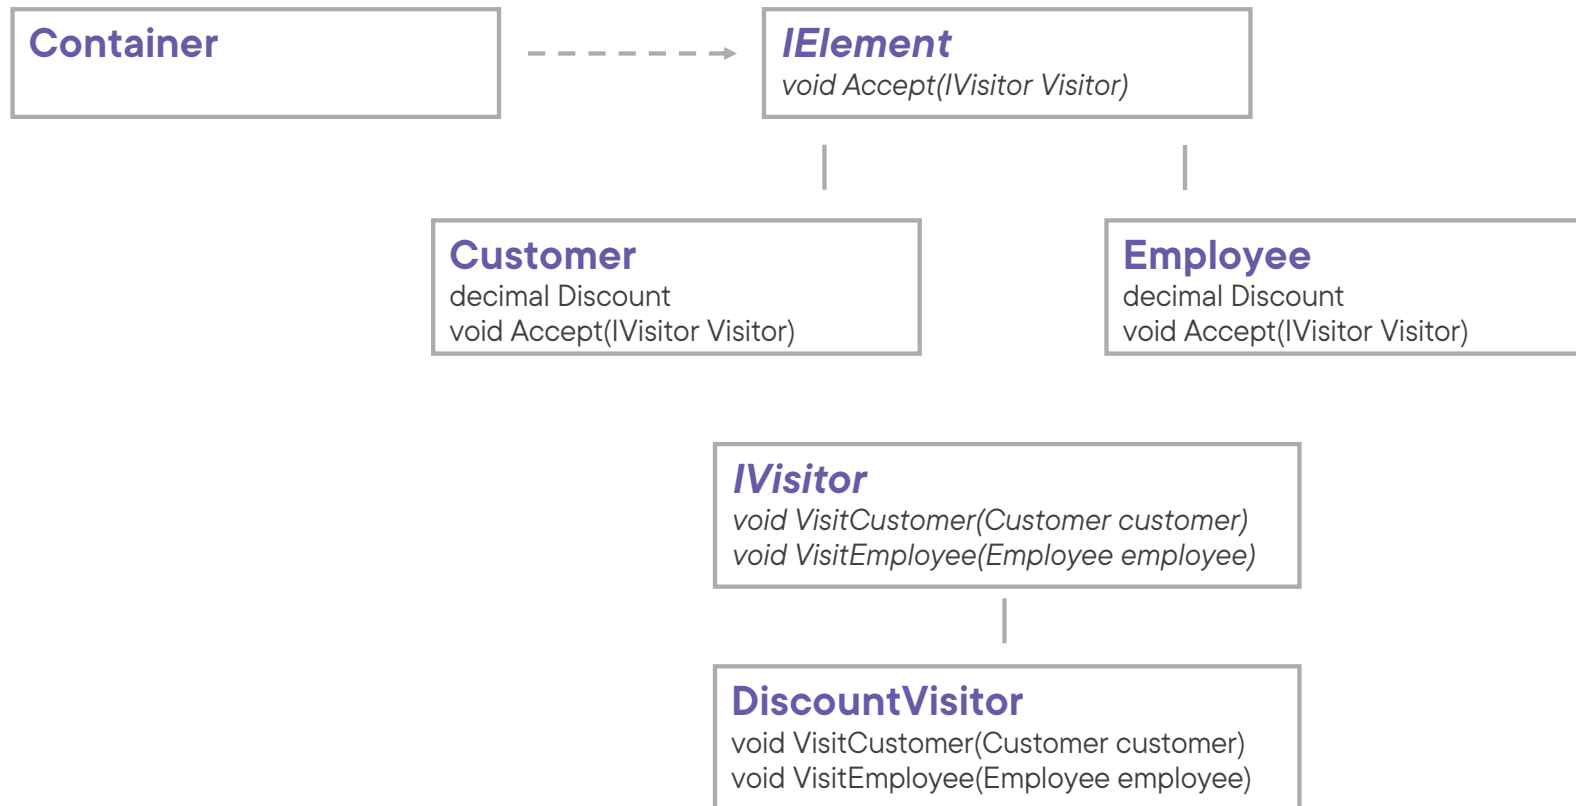 Container
IElement
void Accept(IVisitor Visitor)
Customer
decimal Discount
void Accept(IVisitor Visitor)
Employee
decimal Discount
void Accept(IVisitor Visitor)
IVisitor
void VisitCustomer(Customer customer)
void VisitEmployee(Employee employee)
DiscountVisitor
void VisitCustomer(Customer customer)
void VisitEmployee(Employee employee)